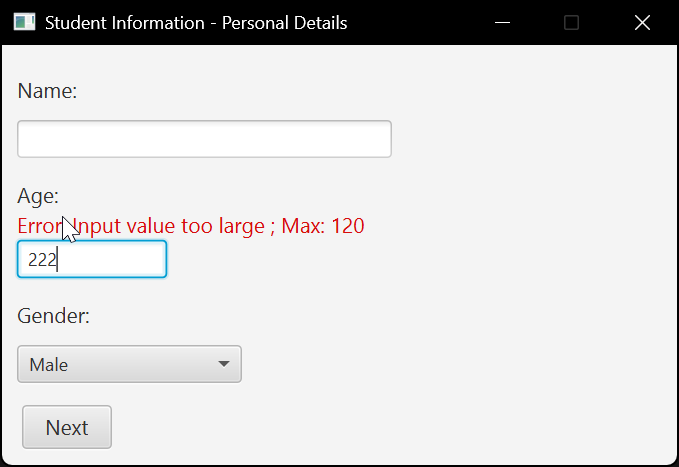 Student Information - Personal Details
Name:
Age:
Error: Input value too large ; Max: 120
222
Gender:
Male
Next